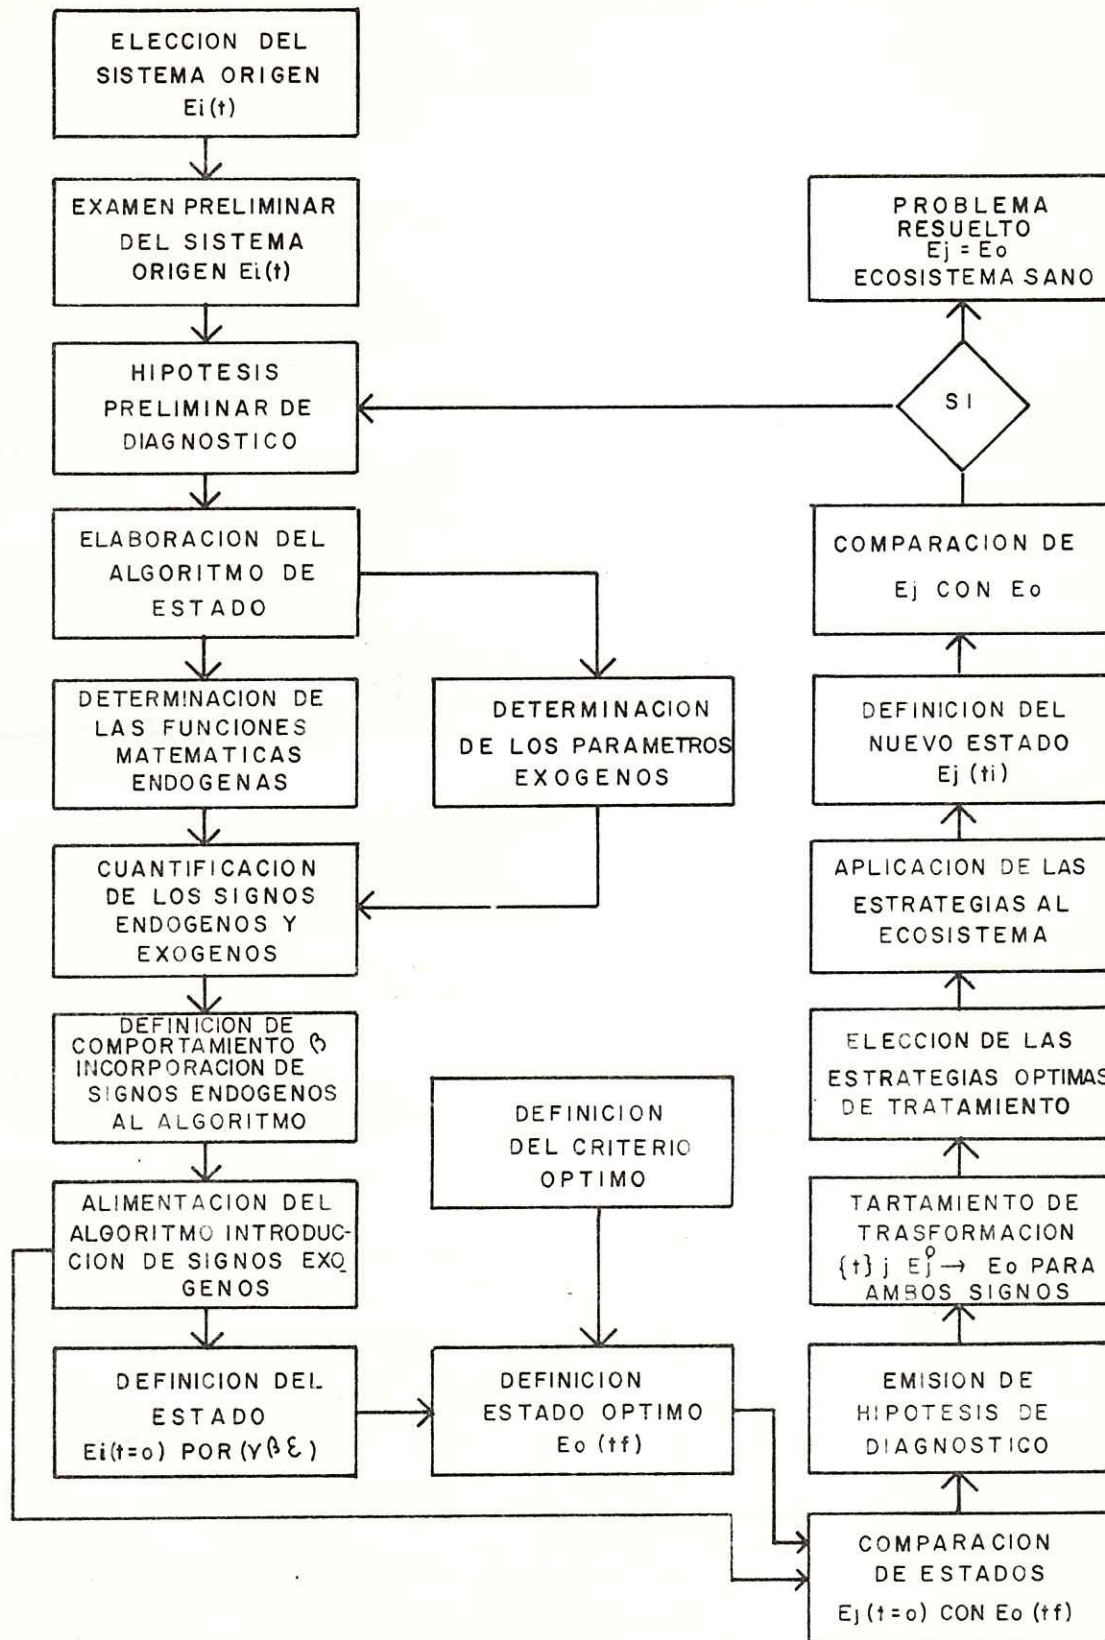 ELECCION DEL
SISTEMA ORIGEN
Ei(t)
EXAMEN PRELIMINAR
DEL SISTEMA
ORIGEN Ei(t)
HIPOTESIS
PRELIMINAR DE
DIAGNOSTICO
ELABORACION DEL
ALGORITMO DE
ESTADO
DETERMINACION DE
LAS FUNCIONES
MATEMATICAS
ENDOGENAS
DETERMINACION
DE LOS PARAMETROS
EXOGENOS
CUANTIFICACION
DE LOS SIGNOS
ENDOGENOS Y
EXOGENOS
DEFINICION DE
COMPORTAMIENTO β
INCORPORACION DE
SIGNOS ENDOGENOS
AL ALGORITMO
ALIMENTACION DEL
ALGORITMO INTRODUC-
CION DE SIGNOS EXO
GENOS
DEFINICION DEL
ESTADO
Ei(t=o) POR (γβε)
DEFINICION
DEL CRITERIO
OPTIMO
DEFINICION
ESTADO OPTIMO
Eo (tf)
COMPARACION
DE ESTADOS
Ej (t=o) CON Eo (tf)
EMISION DE
HIPOTESIS DE
DIAGNOSTICO
TARTAMIENTO DE
TRASFORMACION
{t} j Ej° → Eo PARA
AMBOS SIGNOS
ELECCION DE LAS
ESTRATEGIAS OPTIMAS
DE TRATAMIENTO
APLICACION DE LAS
ESTRATEGIAS AL
ECOSISTEMA
DEFINICION DEL
NUEVO ESTADO
Ej (ti)
COMPARACION DE
Ej CON Eo
SI
PROBLEMA
RESUELTO
Ej = Eo
ECOSISTEMA SANO